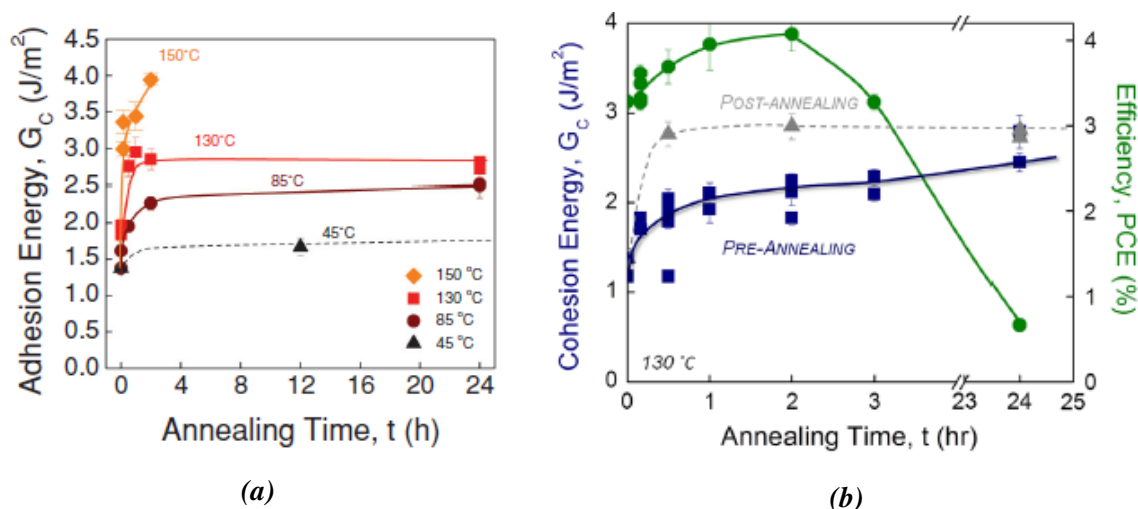 Adhesion Energy, G_C (J/m²)
4.5
4.0
3.5
3.0
2.5
2.0
1.5
1.0
0.5
0.0
150°C
130°C
85°C
45°C
150 °C
130 °C
85 °C
45 °C
0 4 8 12 16 20 24
Annealing Time, t (h)
(a)
b)
Cohesion Energy, G_C (J/m²)
4
3
2
1
0
POST-ANNEALING
PRE-ANNEALING
130 °C
4
3
2
1
0
Efficiency, PCE (%)
0 1 2 3 23 24 25
Annealing Time, t (hr)
(b)